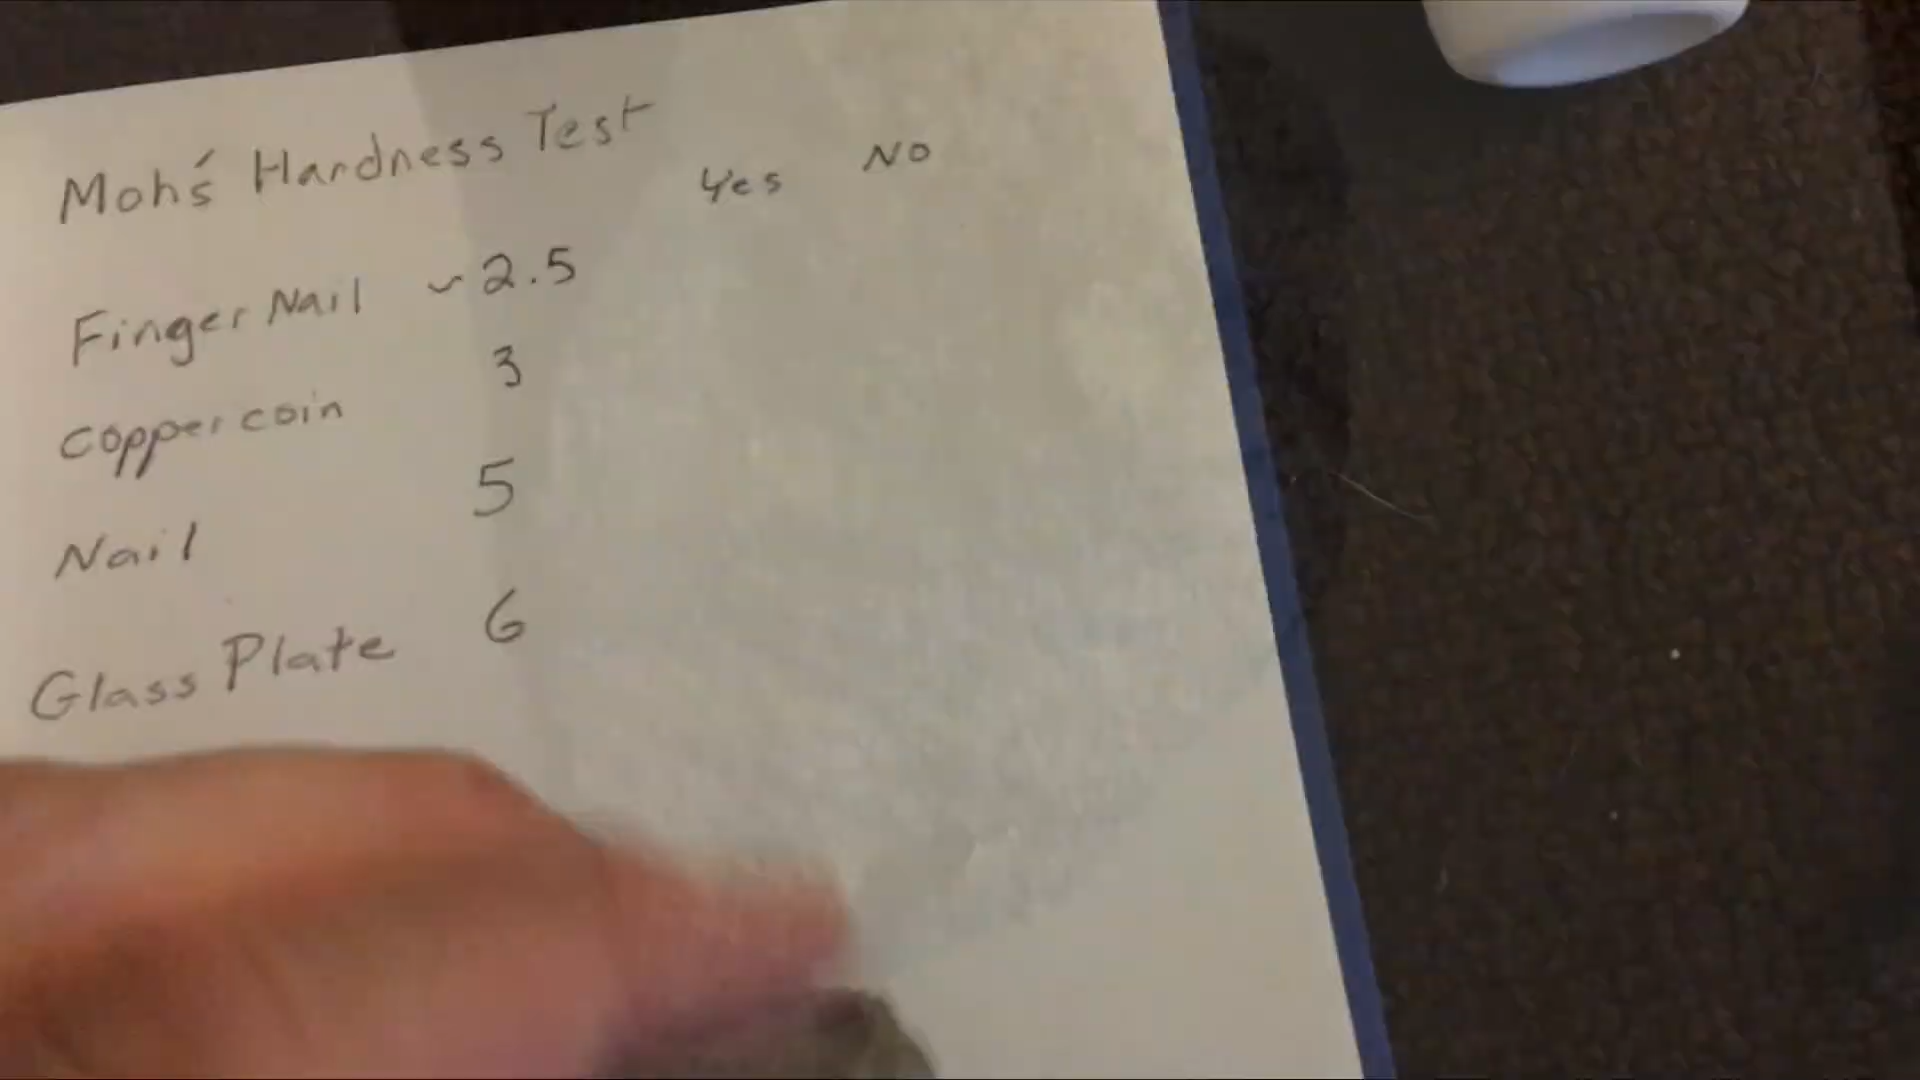 Moh's Hardness Test
Yes NO
Finger Nail ~2.5
Copper coin 3
Nail 5
Glass Plate 6